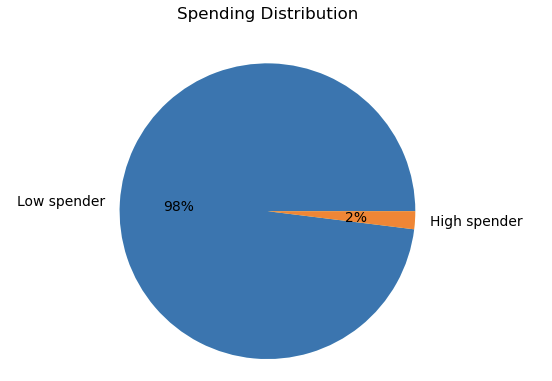 Spending Distribution
Low spender
98%
2%
High spender